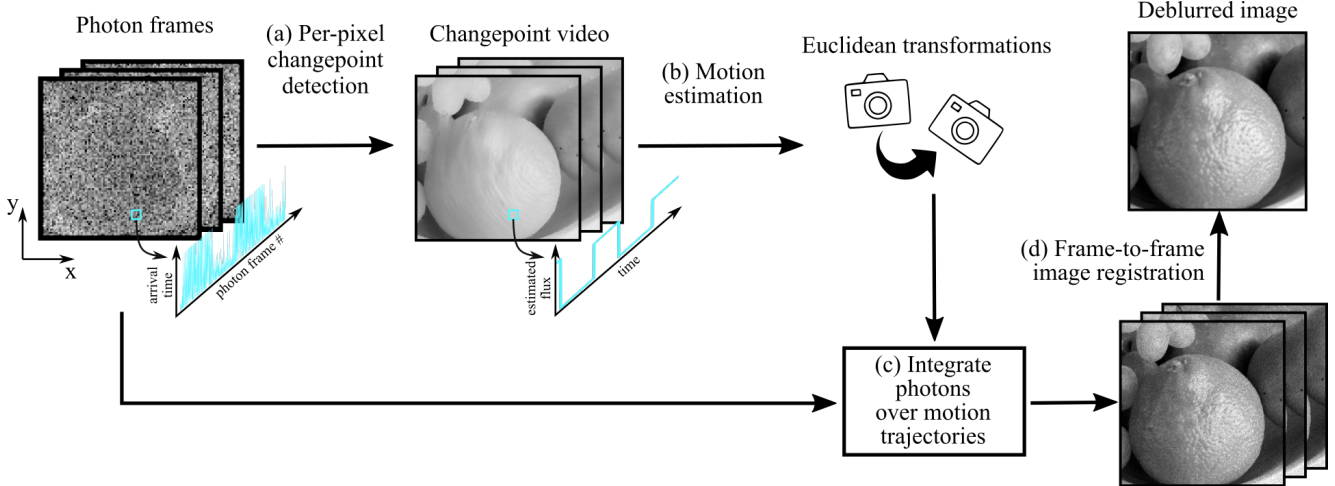 Photon frames
(a) Per-pixel
changepoint
detection
Changepoint video
(b) Motion
estimation
Euclidean transformations
Deblurred image
y
x
arrival
time
photon frame #
estimated
flux
time
(d) Frame-to-frame
image registration
(c) Integrate
photons
over motion
trajectories